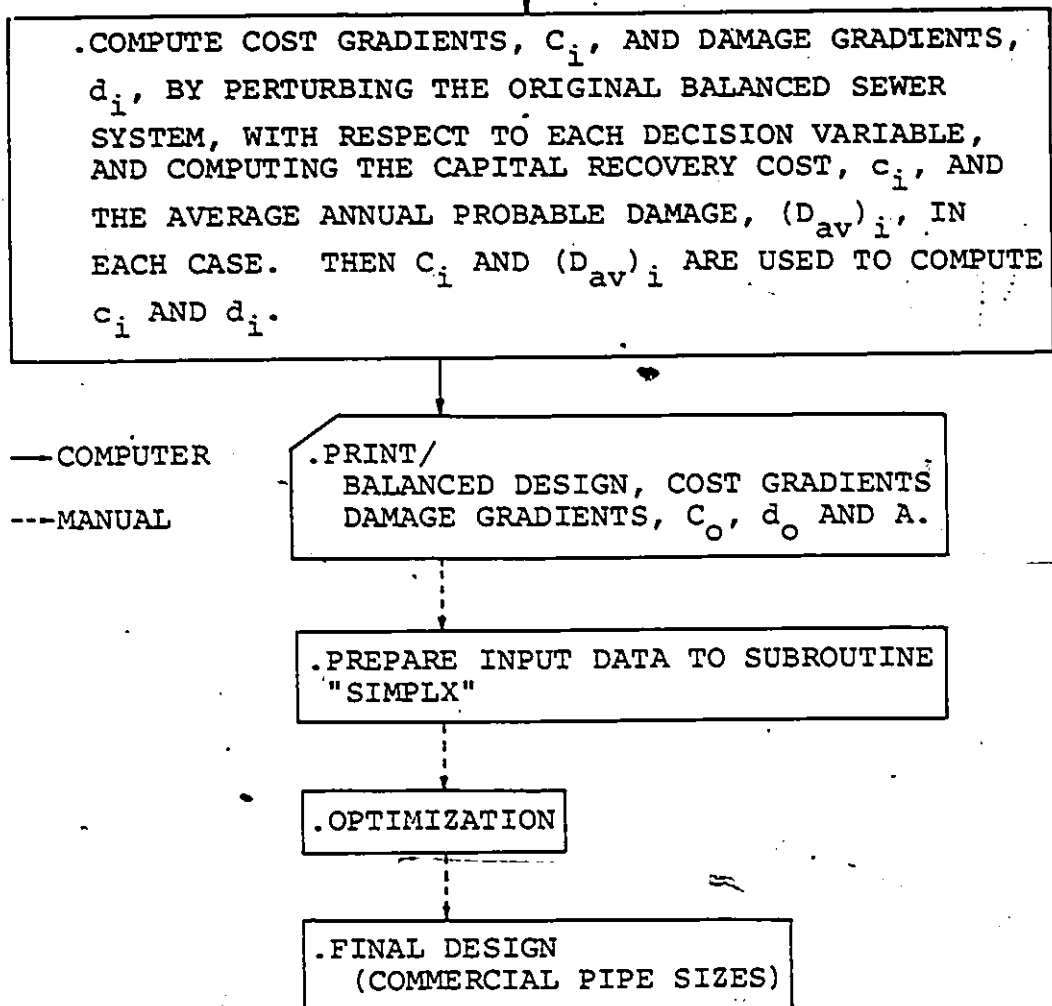 .COMPUTE COST GRADIENTS, Ci, AND DAMAGE GRADIENTS,
di, BY PERTURBING THE ORIGINAL BALANCED SEWER
SYSTEM, WITH RESPECT TO EACH DECISION VARIABLE,
AND COMPUTING THE CAPITAL RECOVERY COST, ci, AND
THE AVERAGE ANNUAL PROBABLE DAMAGE, (Dav)i, IN
EACH CASE. THEN Ci AND (Dav)i ARE USED TO COMPUTE
ci AND di.
COMPUTER
MANUAL
.PRINT/
BALANCED DESIGN, COST GRADIENTS
DAMAGE GRADIENTS, Co, do AND A.
.PREPARE INPUT DATA TO SUBROUTINE
"SIMPLX"
.OPTIMIZATION
.FINAL DESIGN
(COMMERCIAL PIPE SIZES)